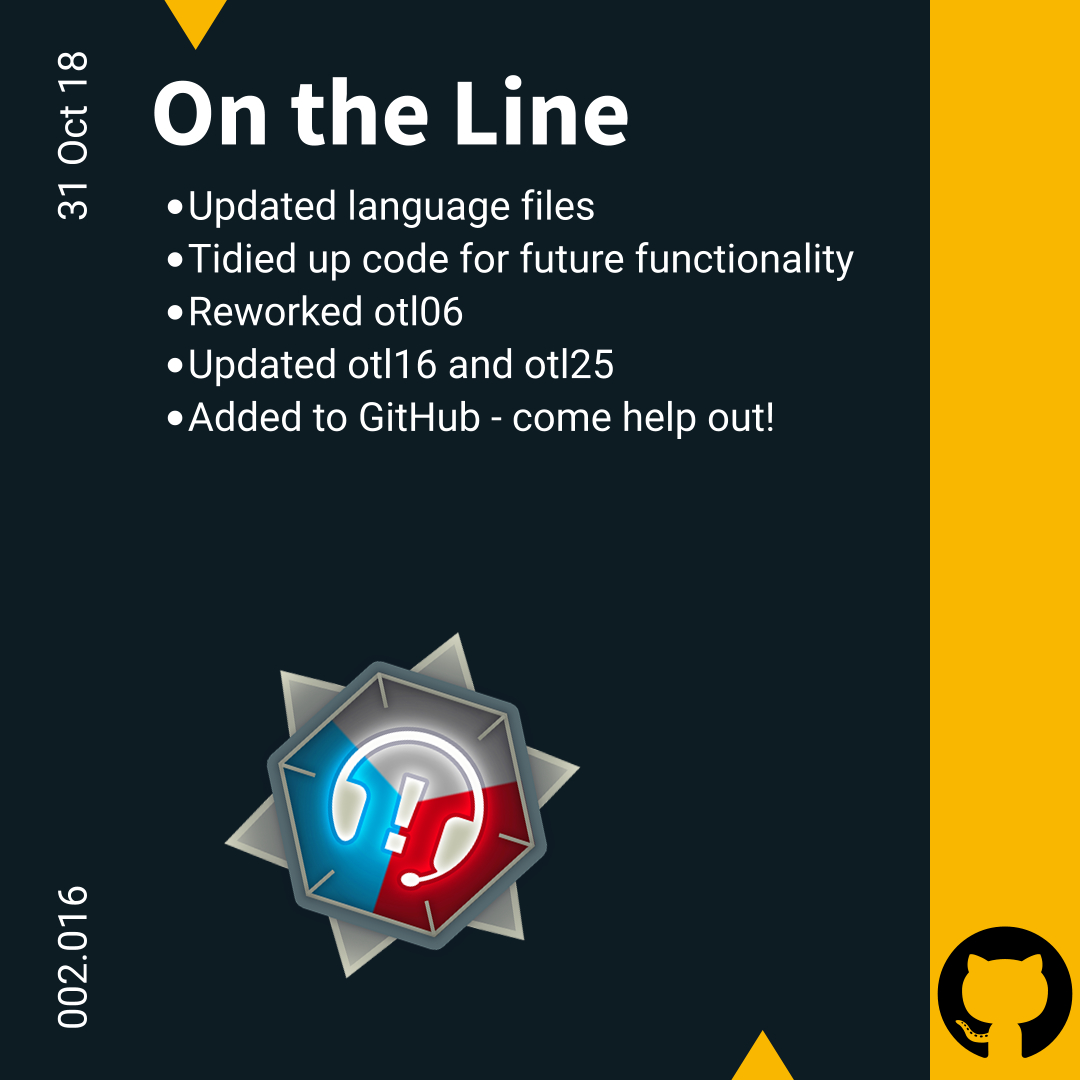 31 Oct 18
On the Line
•Updated language files
•Tidied up code for future functionality
•Reworked otl06
•Updated otl16 and otl25
•Added to GitHub - come help out!
!
002.016